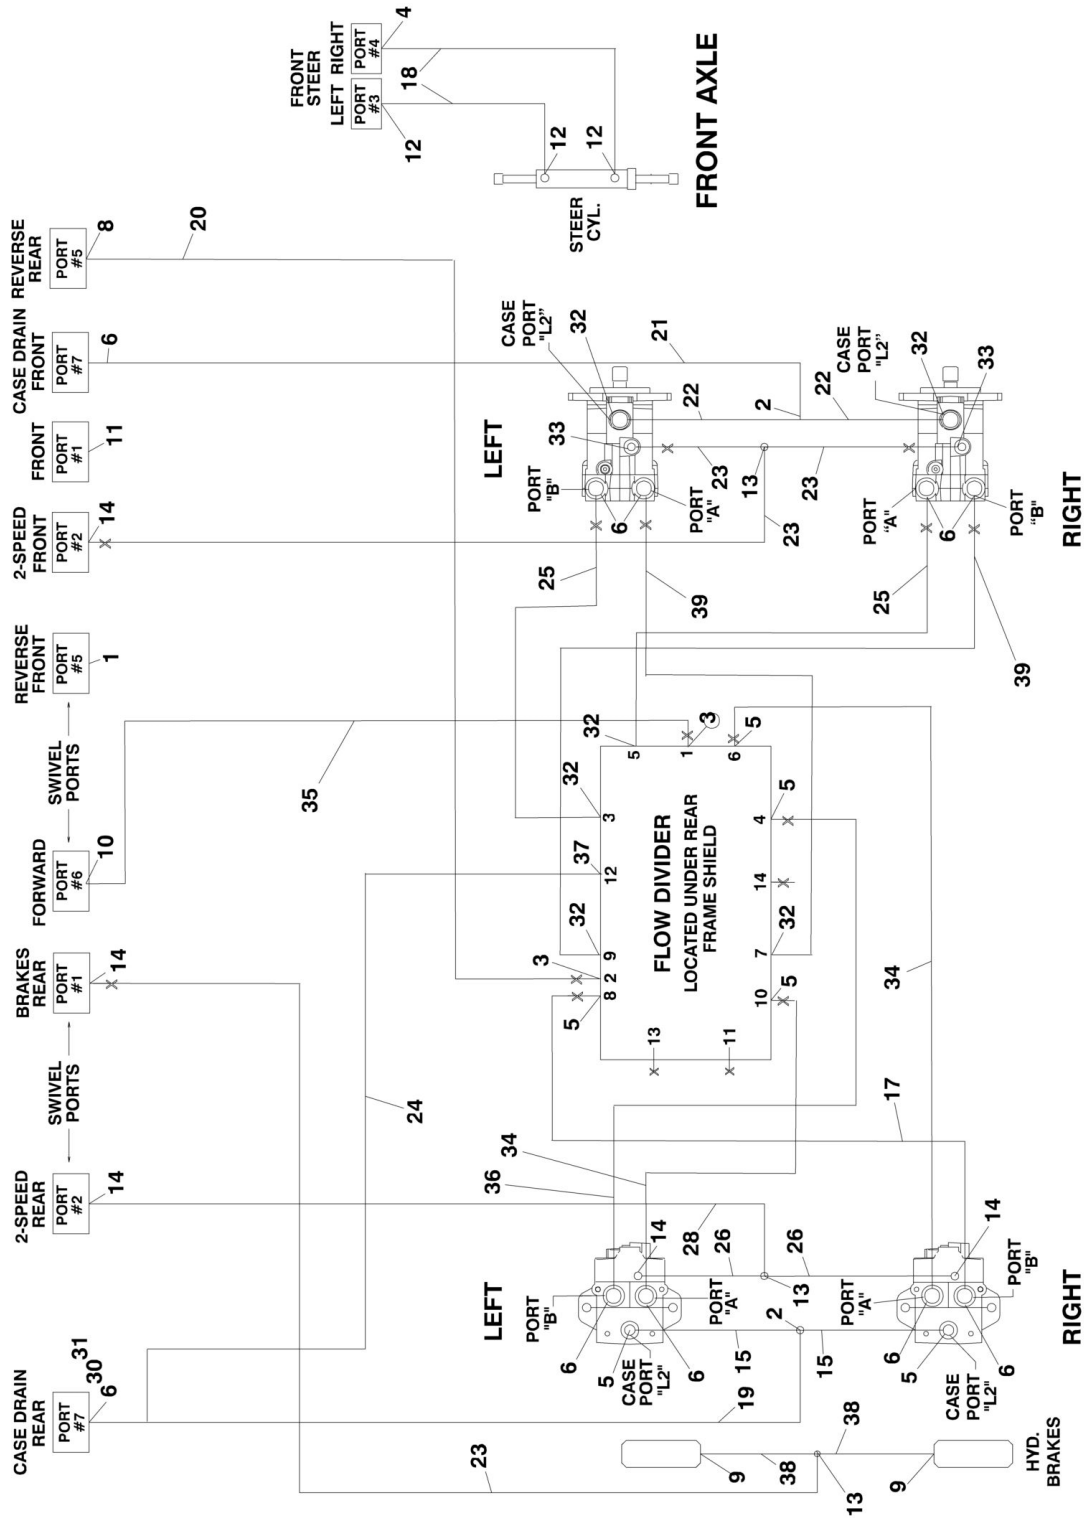 CASE DRAIN
REAR
PORT
#7
6
30
31
2-SPEED
REAR
PORT
#2
14
SWIVEL
PORTS
BRAKES
REAR
PORT
#1
14
FORWARD
PORT
#6
10
SWIVEL
PORTS
REVERSE
FRONT
PORT
#5
1
2-SPEED
FRONT
PORT
#2
14
FRONT
PORT
#1
11
CASE DRAIN
FRONT
PORT
#7
6
REVERSE
REAR
PORT
#5
8
20
FRONT
STEER
LEFT RIGHT
PORT
#3
PORT
#4
12
4
18
12
12
STEER
CYL.
FRONT AXLE
23
24
35
19
36
34
28
17
34
LEFT
PORT
"B"
PORT
"A"
6
5
6
CASE
PORT
"L2"
14
15
2
15
26
13
26
PORT
"A"
PORT
"B"
6
5
6
CASE
PORT
"L2"
14
RIGHT
9
38
13
38
9
HYD.
BRAKES
FLOW DIVIDER
LOCATED UNDER REAR
FRAME SHIELD
5
8
3
2
32
9
37
12
32
3
32
5
1
3
6
5
13
11
10
5
7
32
14
4
5
25
39
25
39
LEFT
PORT
"B"
PORT
"A"
6
33
32
CASE
PORT
"L2"
21
22
2
22
23
13
23
23
CASE
PORT
"L2"
32
33
PORT
"A"
6
PORT
"B"
RIGHT